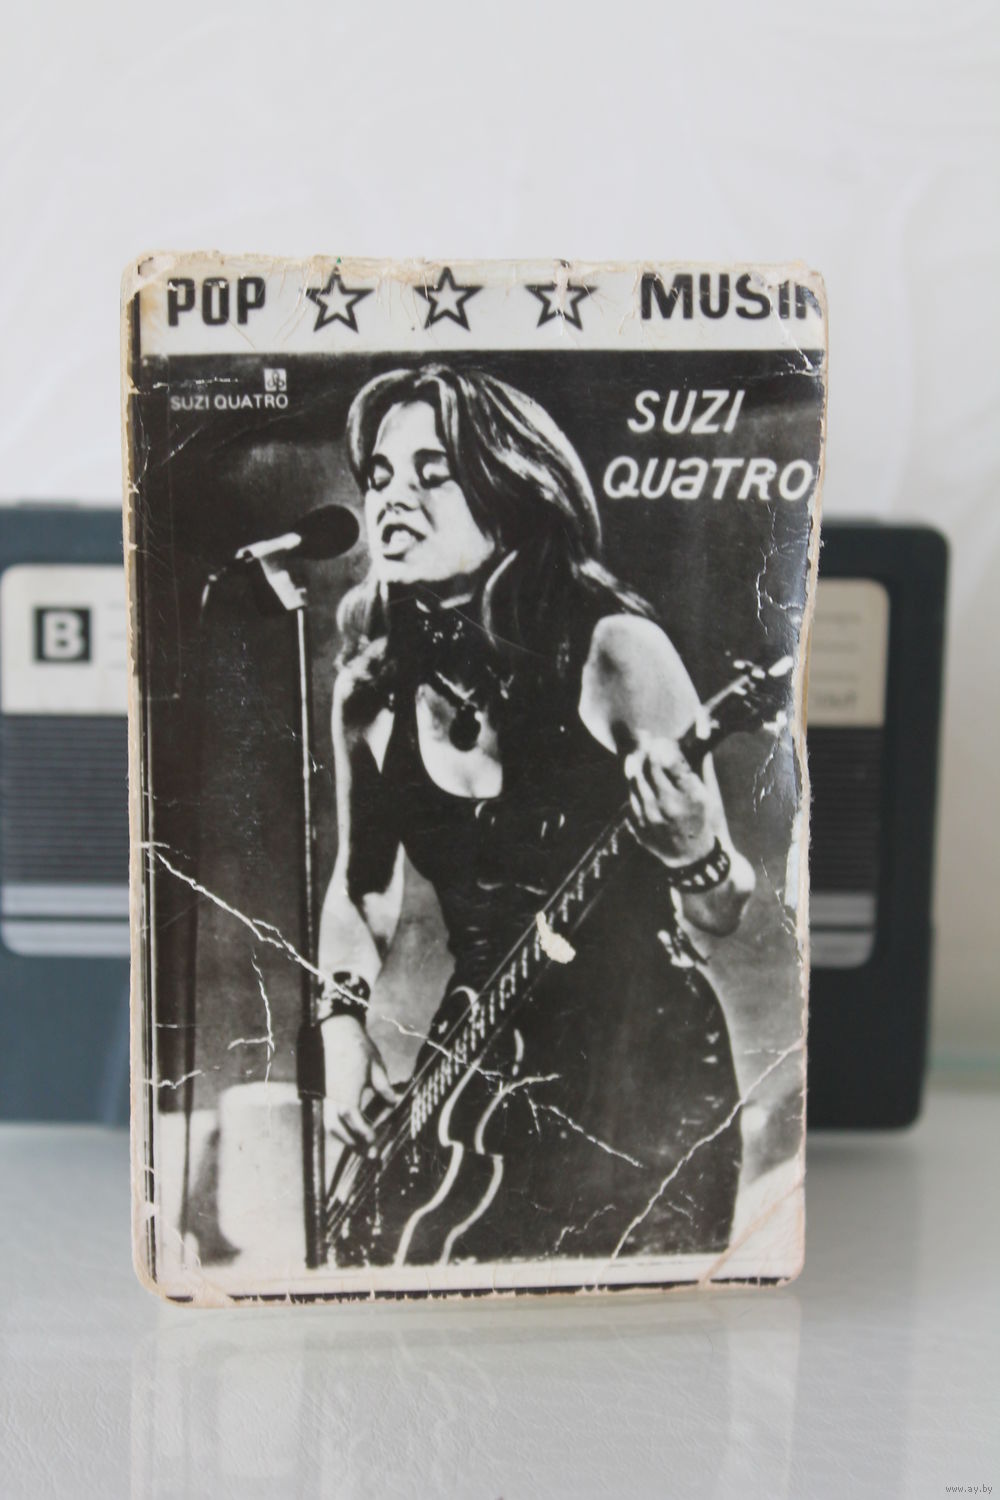 POP ☆ ☆ ☆ MUSIK
SUZI QUATRO
SUZI
QUaTRO
B
www.ay.by